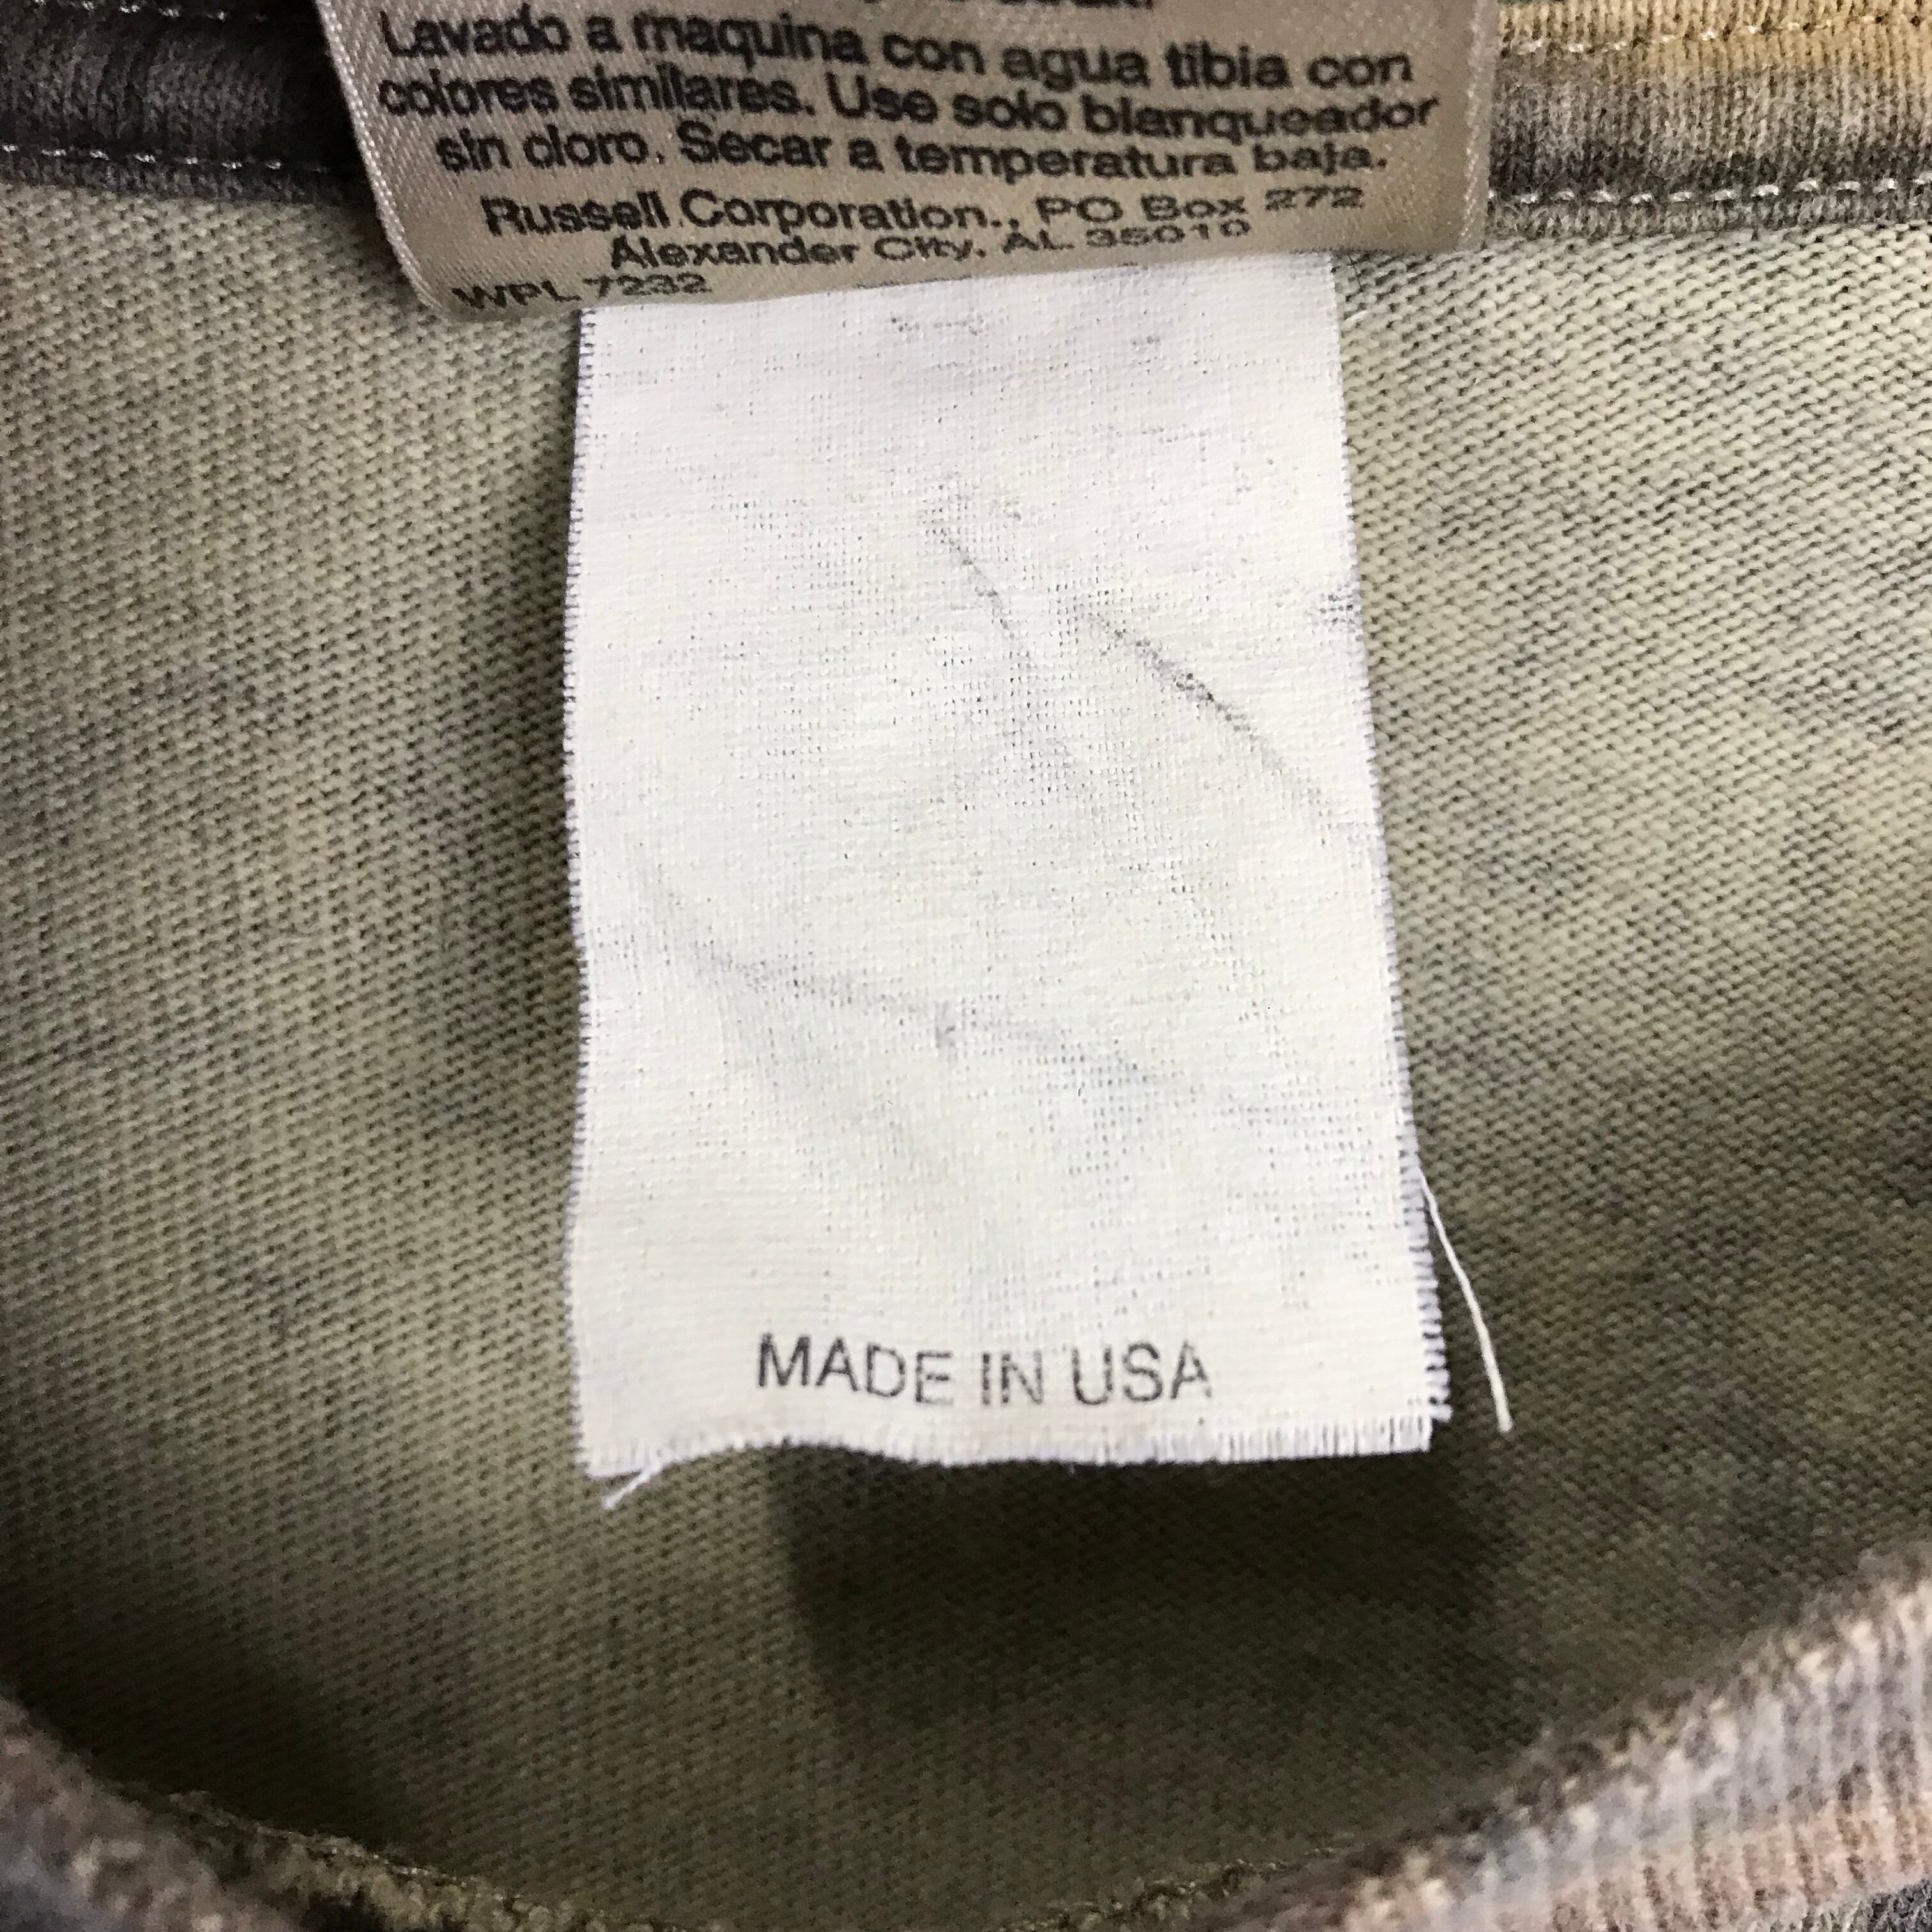 Lavado a maquina con agua tibia con
colores similares. Use solo blanqueador
sin cloro. Secar a temperatura baja.
Russell Corporation., PO Box 272
Alexander City, AL 35010
WPL 7232
MADE IN USA